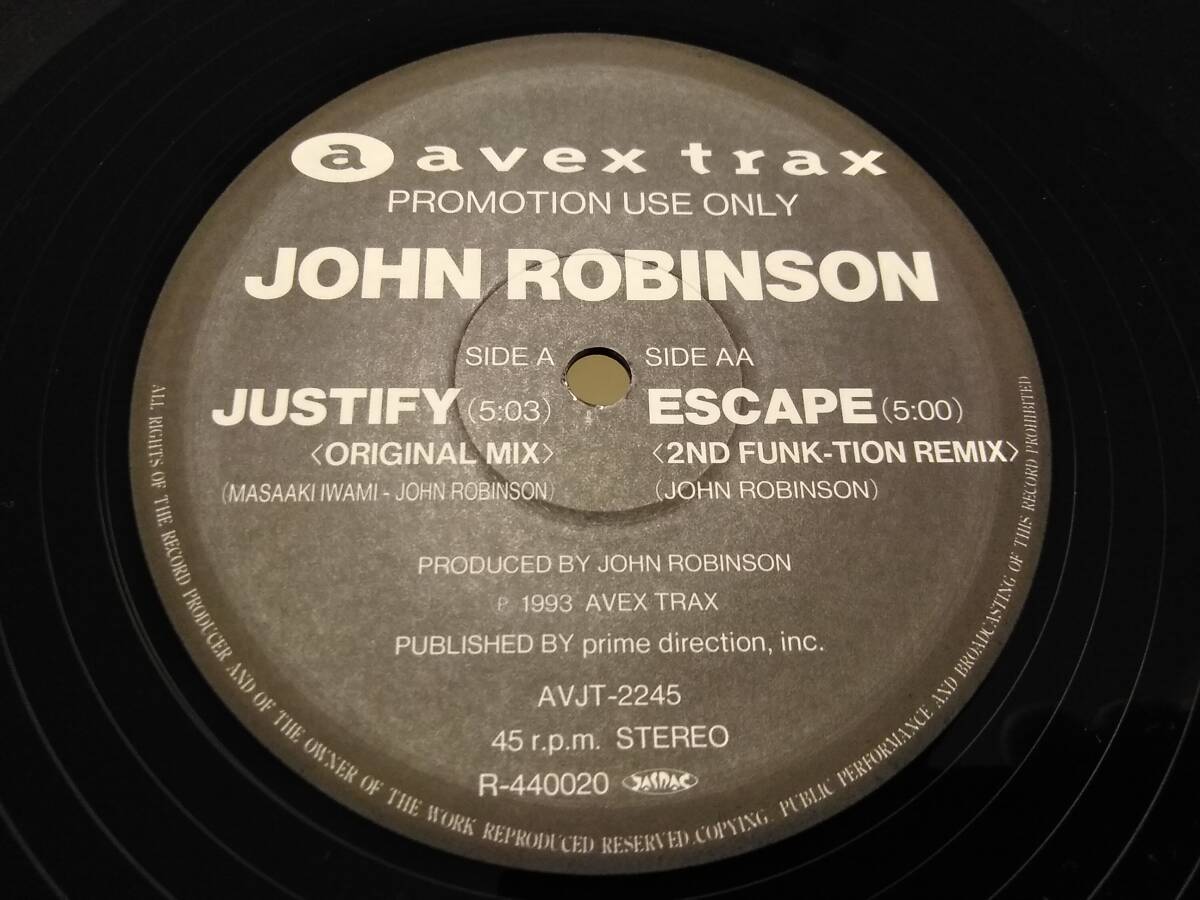 a avex trax
PROMOTION USE ONLY
JOHN ROBINSON
SIDE A
JUSTIFY (5:03)
<ORIGINAL MIX>
(MASAAKI IWAMI - JOHN ROBINSON)
SIDE AA
ESCAPE (5:00)
<2ND FUNK-TION REMIX>
(JOHN ROBINSON)
PRODUCED BY JOHN ROBINSON
℗ 1993 AVEX TRAX
PUBLISHED BY prime direction, inc.
AVJT-2245
45 r.p.m. STEREO
R-440020 JASRAC
ALL RIGHTS OF THE RECORD PRODUCER AND OF THE OWNER OF THE WORK REPRODUCED RESERVED. COPYING. PUBLIC PERFORMANCE AND BROADCASTING OF THIS RECORD PROHIBITED